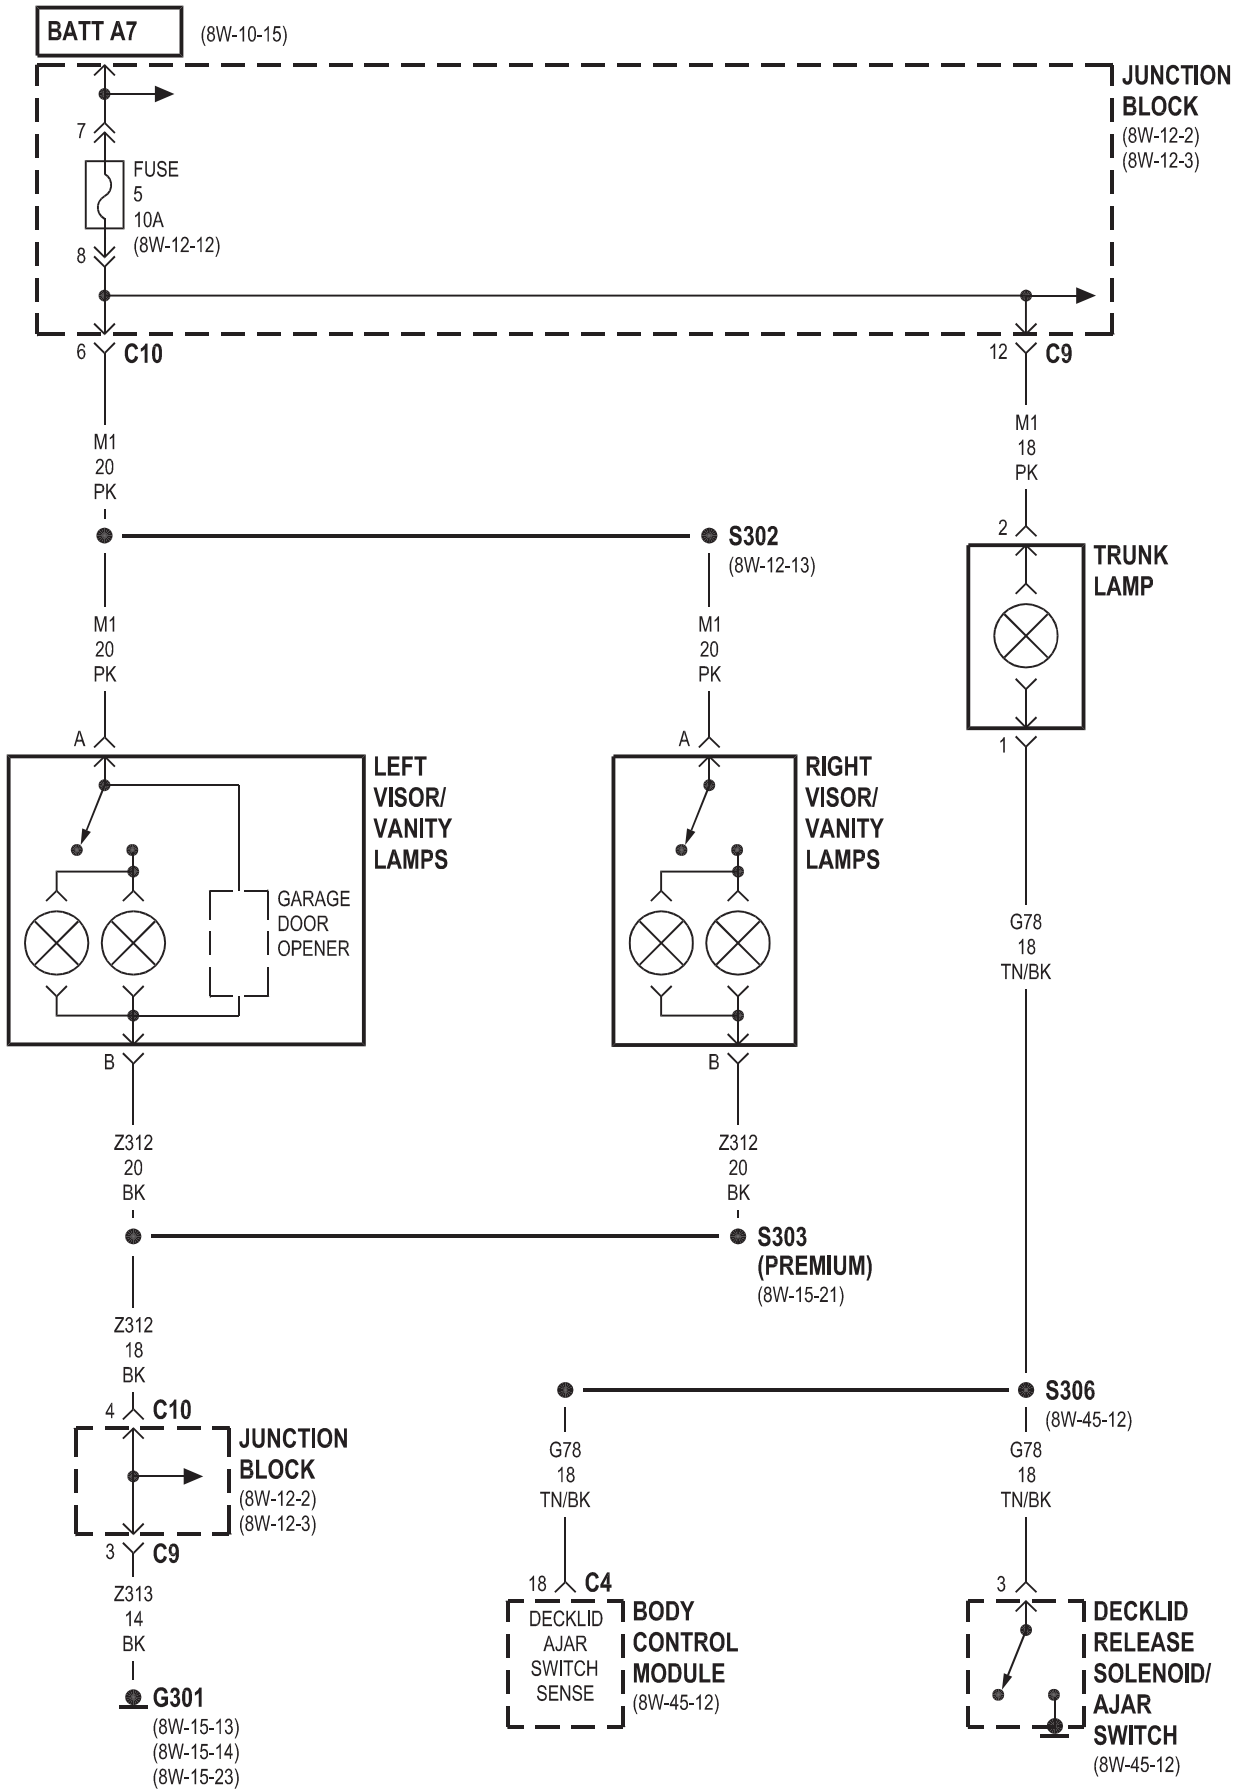 BATT A7
(8W-10-15)
JUNCTION
BLOCK
(8W-12-2)
(8W-12-3)
7
FUSE
5
10A
(8W-12-12)
8
6
C10
12
C9
M1
20
PK
M1
18
PK
S302
(8W-12-13)
2
TRUNK
LAMP
M1
20
PK
M1
20
PK
A
LEFT
VISOR/
VANITY
LAMPS
A
RIGHT
VISOR/
VANITY
LAMPS
1
GARAGE
DOOR
OPENER
G78
18
TN/BK
B
B
Z312
20
BK
Z312
20
BK
S303
(PREMIUM)
(8W-15-21)
Z312
18
BK
S306
(8W-45-12)
4
C10
JUNCTION
BLOCK
(8W-12-2)
(8W-12-3)
G78
18
TN/BK
G78
18
TN/BK
3
C9
Z313
14
BK
G301
(8W-15-13)
(8W-15-14)
(8W-15-23)
18
C4
DECKLID
AJAR
SWITCH
SENSE
BODY
CONTROL
MODULE
(8W-45-12)
3
DECKLID
RELEASE
SOLENOID/
AJAR
SWITCH
(8W-45-12)